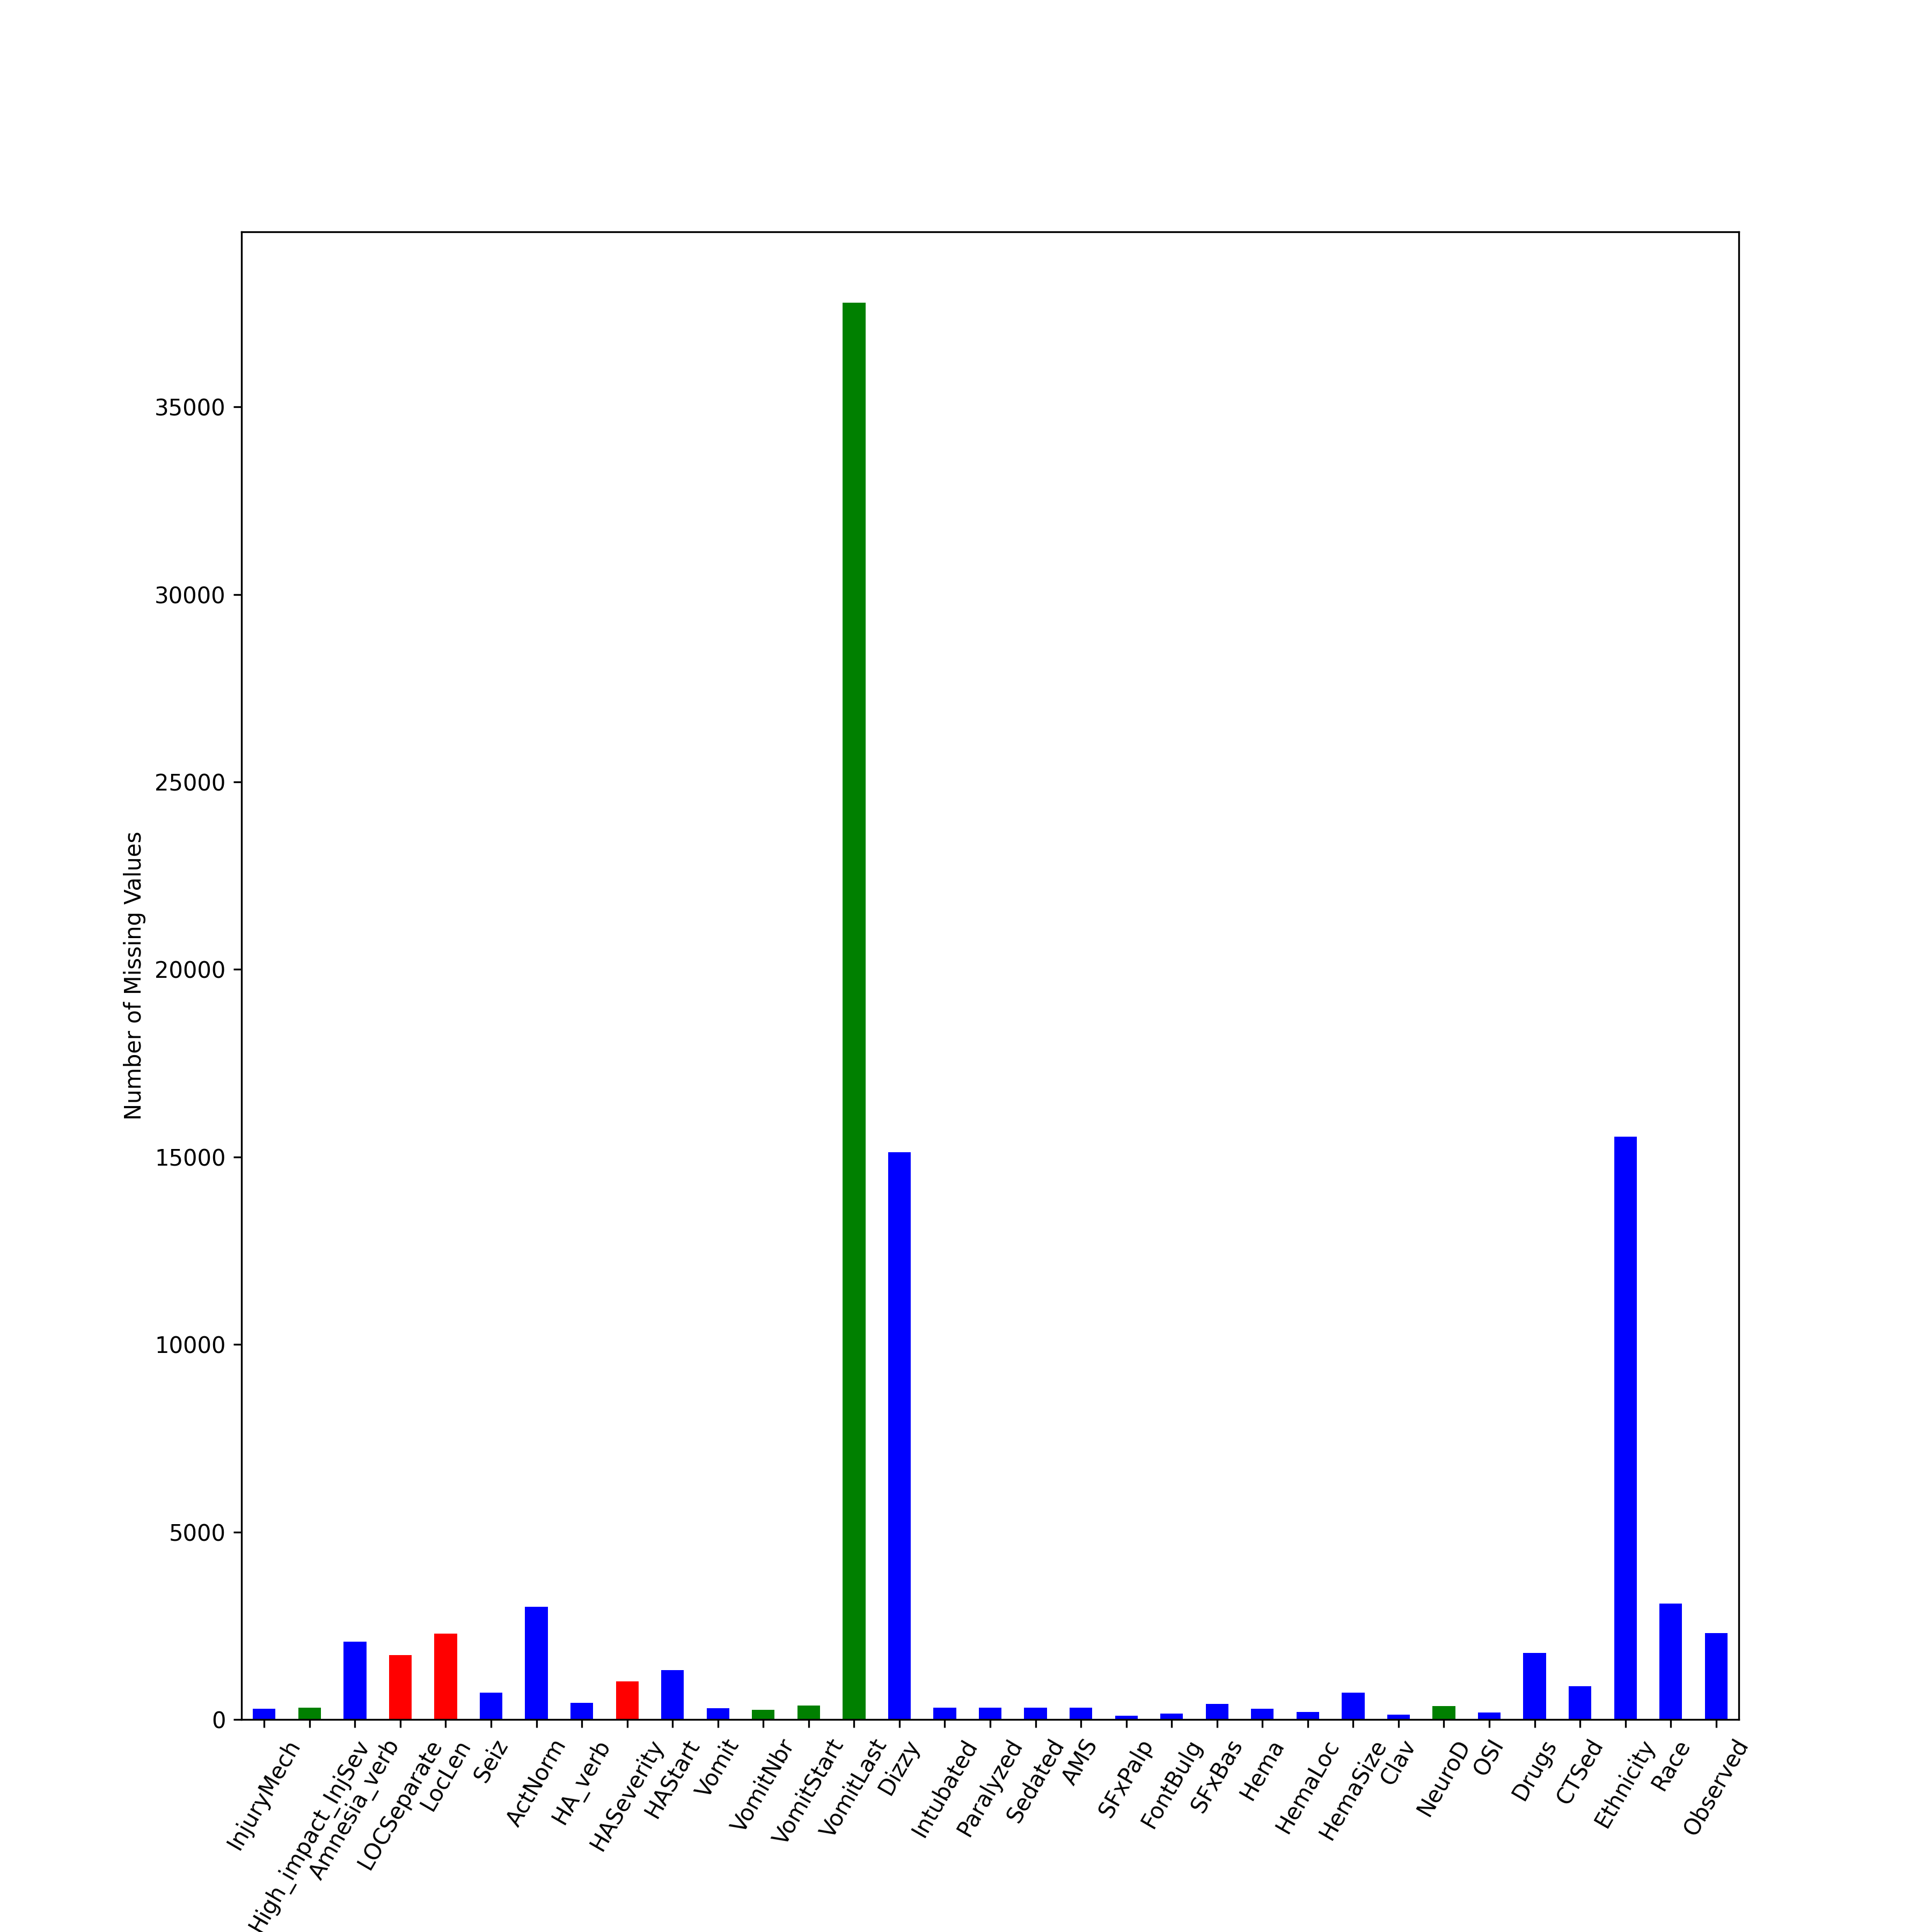 35000
30000
25000
20000
15000
10000
5000
0
Number of Missing Values
InjuryMech
High_impact_InjSev
Amnesia_verb
LOCSeparate
LocLen
Seiz
ActNorm
HA_verb
HASeverity
HAStart
Vomit
VomitNbr
VomitStart
VomitLast
Dizzy
Intubated
Paralyzed
Sedated
AMS
SFxPalp
FontBulg
SFxBas
Hema
HemaLoc
HemaSize
Clav
NeuroD
OSI
Drugs
CTSed
Ethnicity
Race
Observed